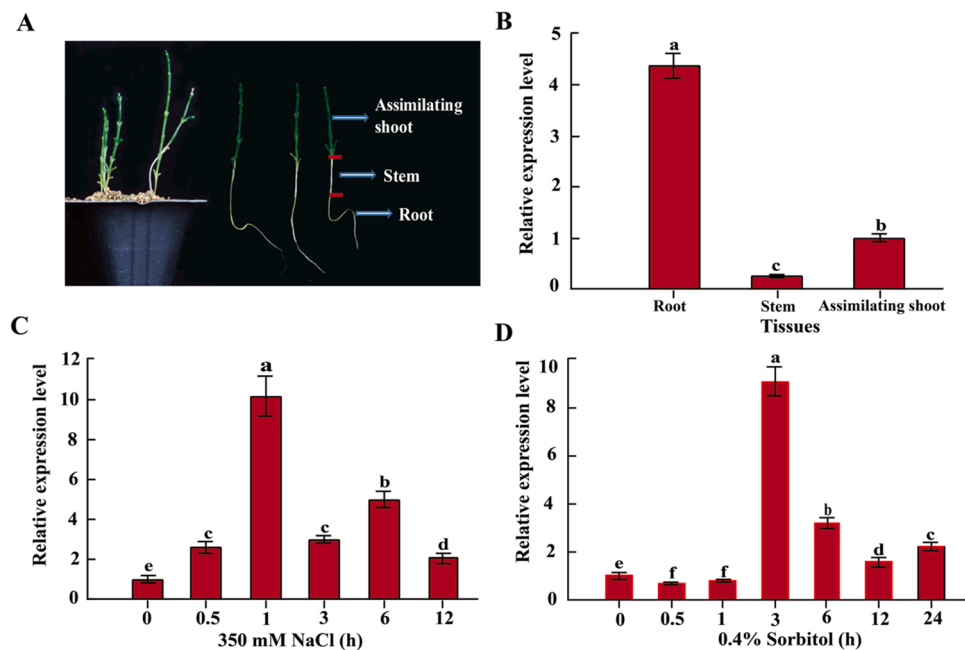 A
Assimilating
shoot
Stem
Root
B
Relative expression level
5
4
3
2
1
0
a
c
b
Root
Stem
Assimilating shoot
Tissues
C
Relative expression level
12
10
8
6
4
2
0
e
c
a
c
b
d
0
0.5
1
3
6
12
350 mM NaCl (h)
D
Relative expression level
10
8
6
4
2
0
e
f
f
a
b
d
c
0
0.5
1
3
6
12
24
0.4% Sorbitol (h)